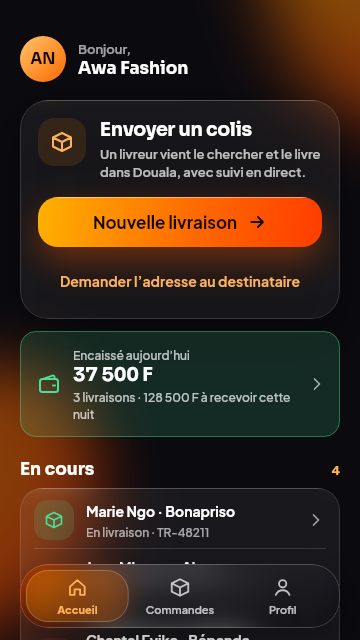 AN
Bonjour,
Awa Fashion
Envoyer un colis
Un livreur vient le chercher et le livre
dans Douala, avec suivi en direct.
Nouvelle livraison →
Demander l’adresse au destinataire
Encaissé aujourd’hui
37 500 F
3 livraisons · 128 500 F à recevoir cette
nuit
En cours
4
Marie Ngo · Bonapriso
En livraison · TR-48211
Accueil
Commandes
Profil